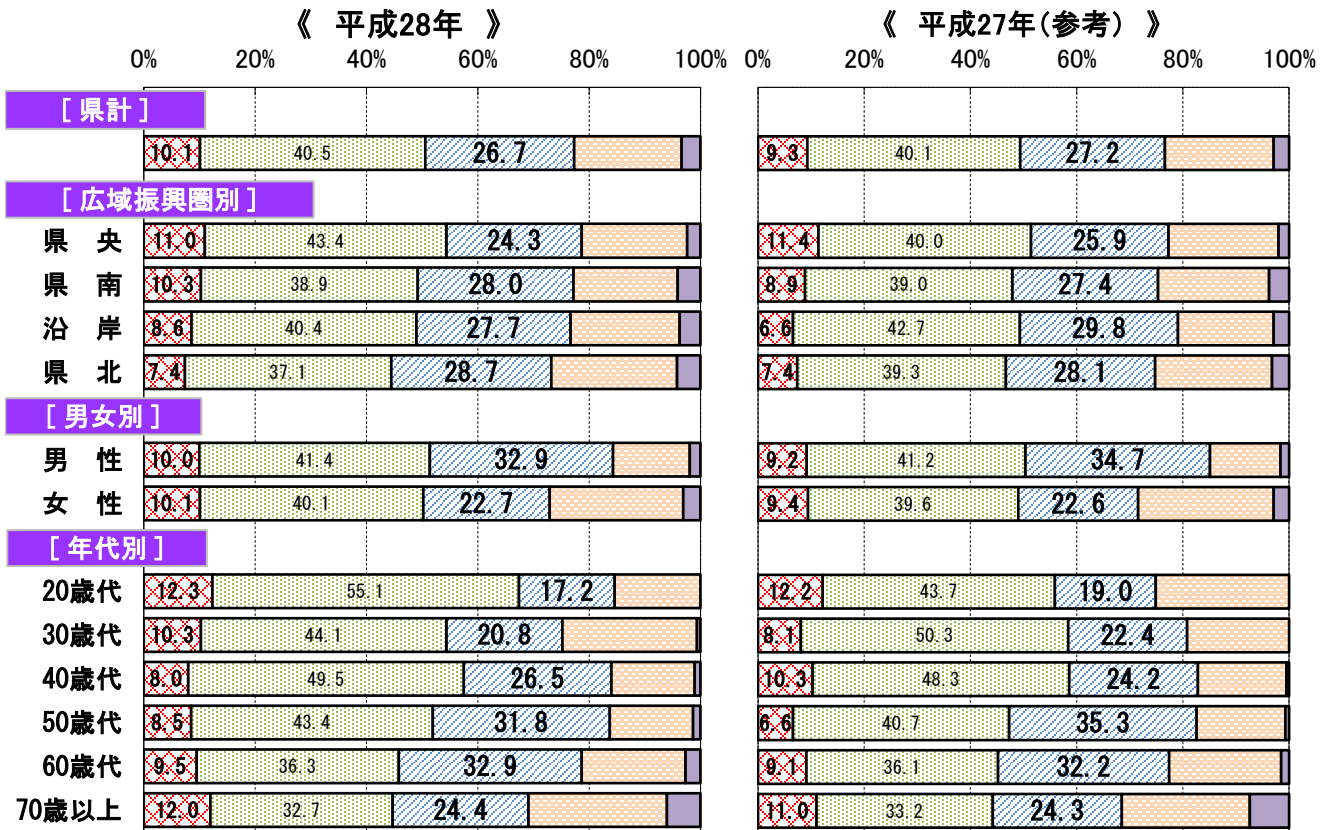 《 平成28年 》 《 平成27年(参考) 》
0% 20% 40% 60% 80% 100% 0% 20% 40% 60% 80% 100%
[ 県計 ]
10.1 40.5 26.7 9.3 40.1 27.2
[ 広域振興圏別 ]
県 央 11.0 43.4 24.3 11.4 40.0 25.9
県 南 10.3 38.9 28.0 8.9 39.0 27.4
沿 岸 8.6 40.4 27.7 6.6 42.7 29.8
県 北 7.4 37.1 28.7 7.4 39.3 28.1
[ 男女別 ]
男 性 10.0 41.4 32.9 9.2 41.2 34.7
女 性 10.1 40.1 22.7 9.4 39.6 22.6
[ 年代別 ]
20歳代 12.3 55.1 17.2 12.2 43.7 19.0
30歳代 10.3 44.1 20.8 8.1 50.3 22.4
40歳代 8.0 49.5 26.5 10.3 48.3 24.2
50歳代 8.5 43.4 31.8 6.6 40.7 35.3
60歳代 9.5 36.3 32.9 9.1 36.1 32.2
70歳以上 12.0 32.7 24.4 11.0 33.2 24.3